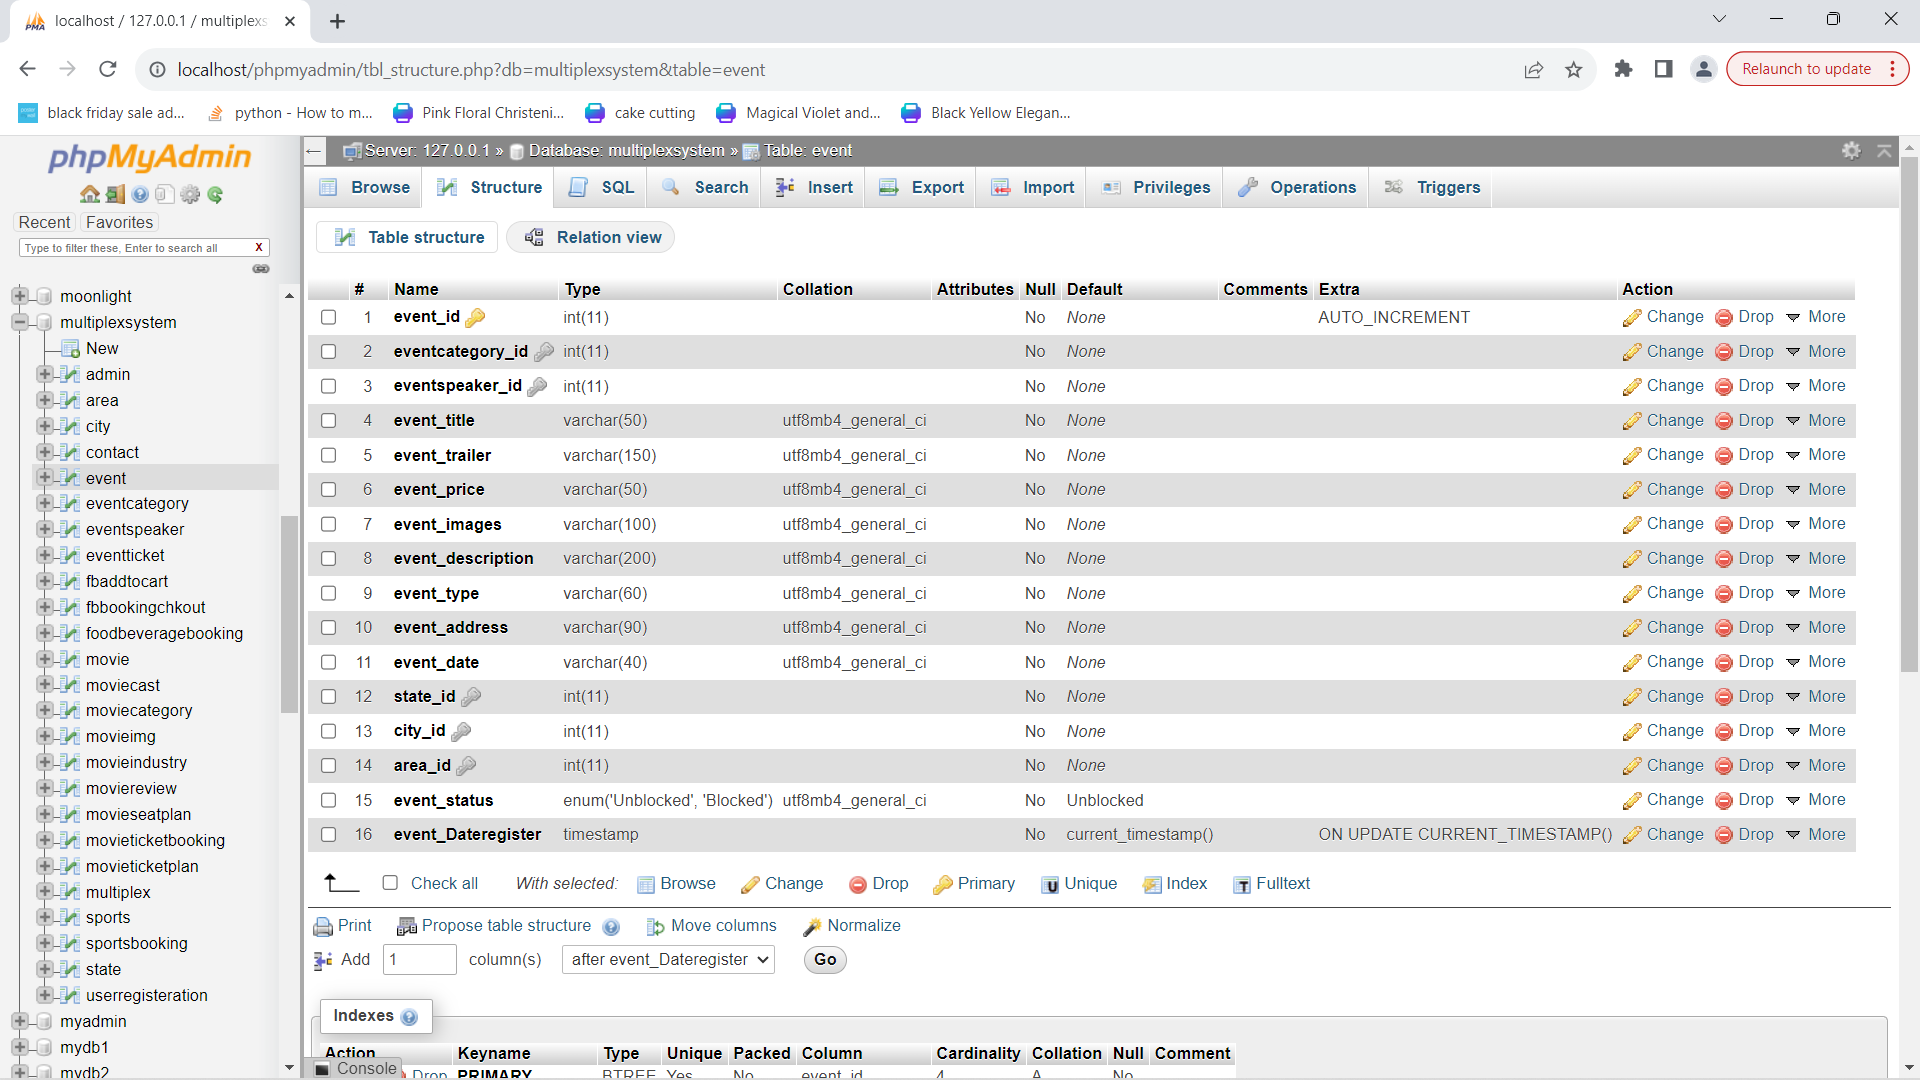 localhost / 127.0.0.1 / multiplexs
localhost/phpmyadmin/tbl_structure.php?db=multiplexsystem&table=event
Relaunch to update
black friday sale ad...
python - How to m...
Pink Floral Christeni...
cake cutting
Magical Violet and...
Black Yellow Elegan...
phpMyAdmin
Recent Favorites
Type to filter these, Enter to search all X
moonlight
multiplexsystem
New
admin
area
city
contact
event
eventcategory
eventspeaker
eventticket
fbaddtocart
fbbookingchkout
foodbeveragebooking
movie
moviecast
moviecategory
movieimg
movieindustry
moviereview
movieseatplan
movieticketbooking
movieticketplan
multiplex
sports
sportsbooking
state
userregisteration
myadmin
mydb1
mydb2
Server: 127.0.0.1 » Database: multiplexsystem » Table: event
Browse Structure SQL Search Insert Export Import Privileges Operations Triggers
Table structure Relation view
# Name Type Collation Attributes Null Default Comments Extra Action
1 event_id int(11) No None AUTO_INCREMENT Change Drop More
2 eventcategory_id int(11) No None Change Drop More
3 eventspeaker_id int(11) No None Change Drop More
4 event_title varchar(50) utf8mb4_general_ci No None Change Drop More
5 event_trailer varchar(150) utf8mb4_general_ci No None Change Drop More
6 event_price varchar(50) utf8mb4_general_ci No None Change Drop More
7 event_images varchar(100) utf8mb4_general_ci No None Change Drop More
8 event_description varchar(200) utf8mb4_general_ci No None Change Drop More
9 event_type varchar(60) utf8mb4_general_ci No None Change Drop More
10 event_address varchar(90) utf8mb4_general_ci No None Change Drop More
11 event_date varchar(40) utf8mb4_general_ci No None Change Drop More
12 state_id int(11) No None Change Drop More
13 city_id int(11) No None Change Drop More
14 area_id int(11) No None Change Drop More
15 event_status enum('Unblocked', 'Blocked') utf8mb4_general_ci No Unblocked Change Drop More
16 event_Dateregister timestamp No current_timestamp() ON UPDATE CURRENT_TIMESTAMP() Change Drop More
Check all With selected: Browse Change Drop Primary Unique Index Fulltext
Print Propose table structure Move columns Normalize
Add 1 column(s) after event_Dateregister Go
Indexes
Action Keyname Type Unique Packed Column Cardinality Collation Null Comment
Drop PRIMARY BTREE Yes No event_id 4 A No
Console